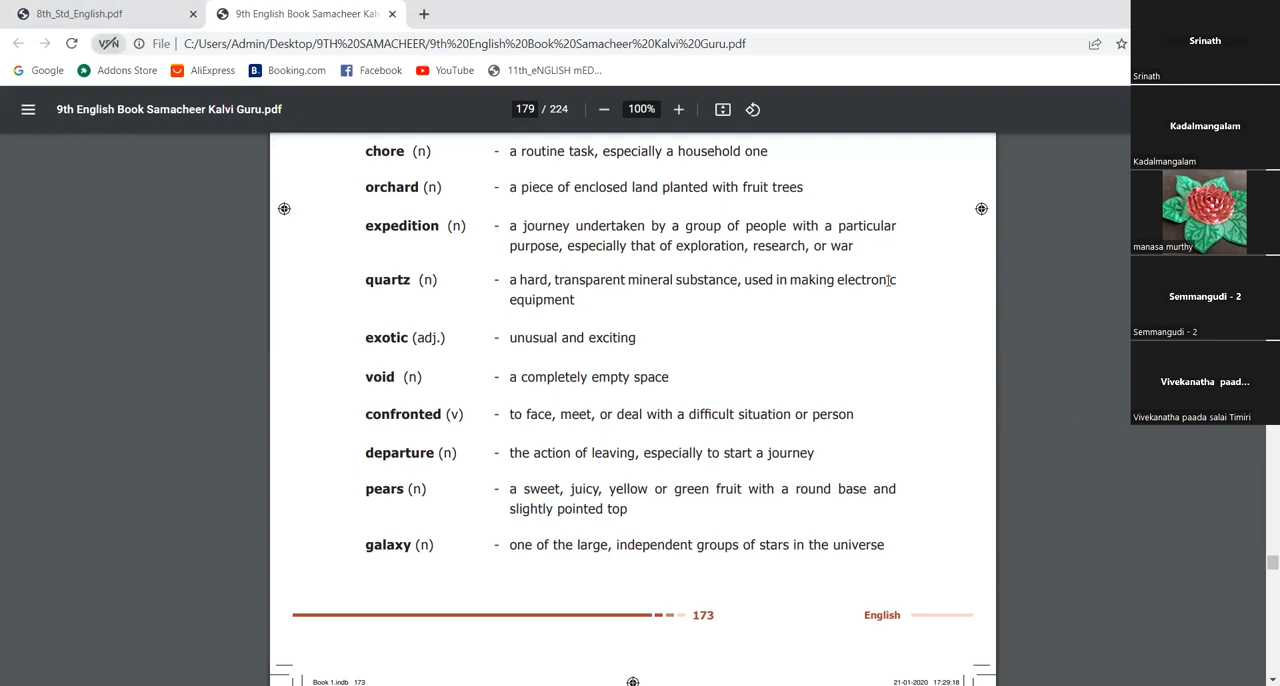 8th_Std_English.pdf
9th English Book Samacheer Kalvi
VPN File C:/Users/Admin/Desktop/9TH%20SAMACHEER/9th%20English%20Book%20Samacheer%20Kalvi%20Guru.pdf
Google Addons Store AliExpress Booking.com Facebook YouTube 11th_eNGLISH mED...
9th English Book Samacheer Kalvi Guru.pdf 179 / 224 100%
chore (n) - a routine task, especially a household one
orchard (n) - a piece of enclosed land planted with fruit trees
expedition (n) - a journey undertaken by a group of people with a particular
purpose, especially that of exploration, research, or war
quartz (n) - a hard, transparent mineral substance, used in making electronic
equipment
exotic (adj.) - unusual and exciting
void (n) - a completely empty space
confronted (v) - to face, meet, or deal with a difficult situation or person
departure (n) - the action of leaving, especially to start a journey
pears (n) - a sweet, juicy, yellow or green fruit with a round base and
slightly pointed top
galaxy (n) - one of the large, independent groups of stars in the universe
173 English
Book 1.indb 173 21-01-2020 17:29:18
Srinath
Srinath
Kadalmangalam
Kadalmangalam
manasa murthy
Semmangudi - 2
Semmangudi - 2
Vivekanatha paad...
Vivekanatha paada salai Timiri